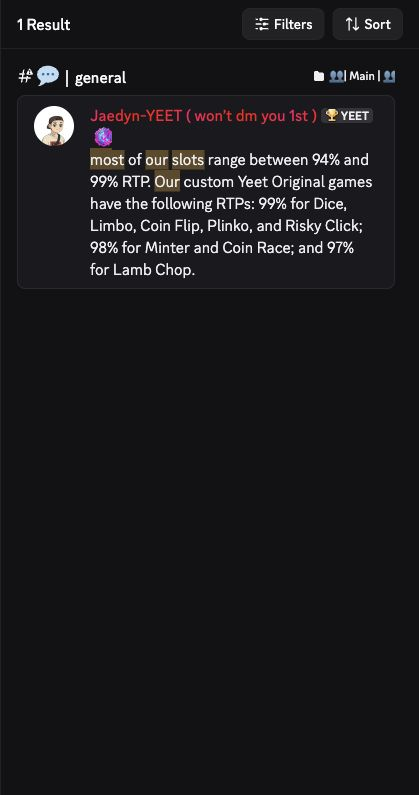 1 Result
Filters
Sort
# 💬 | general
👥| Main | 👥
Jaedyn-YEET ( won't dm you 1st ) 🏆 YEET
most of our slots range between 94% and
99% RTP. Our custom Yeet Original games
have the following RTPs: 99% for Dice,
Limbo, Coin Flip, Plinko, and Risky Click;
98% for Minter and Coin Race; and 97%
for Lamb Chop.